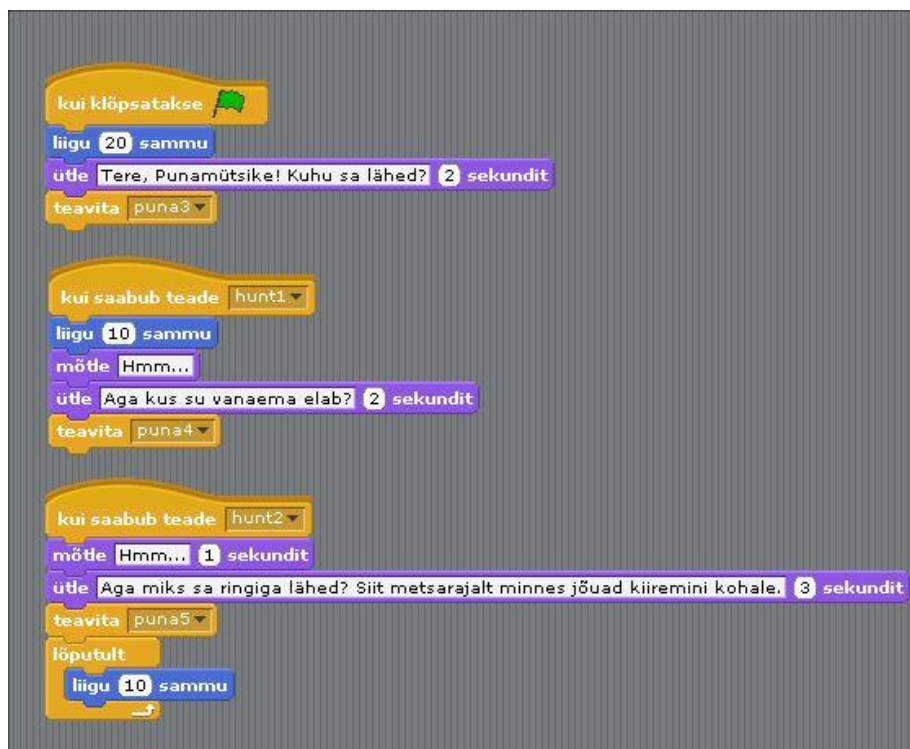 kui klõpsatakse
liigu 20 sammu
ütle Tere, Punamütsike! Kuhu sa lähed? 2 sekundit
teavita puna3
kui saabub teade hunt1
liigu 10 sammu
mõtle Hmm...
ütle Aga kus su vanaema elab? 2 sekundit
teavita puna4
kui saabub teade hunt2
mõtle Hmm... 1 sekundit
ütle Aga miks sa ringiga lähed? Siit metsarajalt minnes jõuad kiiremini kohale. 3 sekundit
teavita puna5
lõputult
liigu 10 sammu